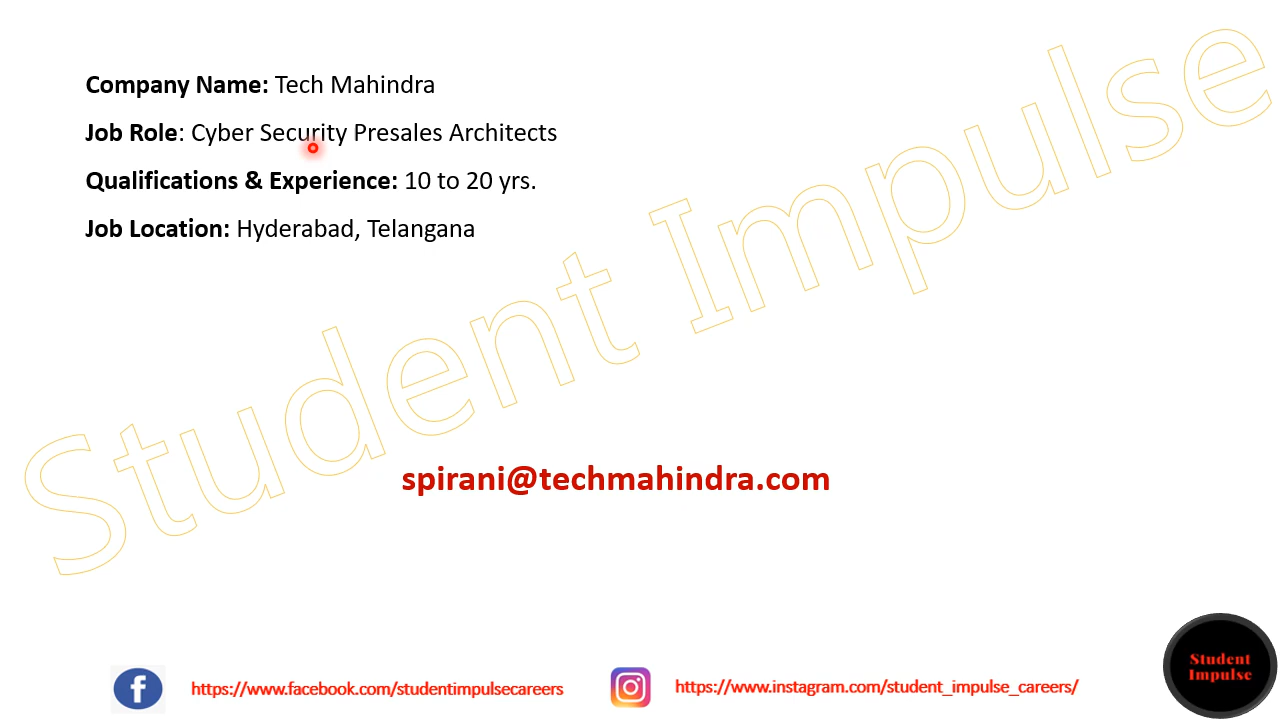 Company Name: Tech Mahindra
Job Role: Cyber Security Presales Architects
Qualifications & Experience: 10 to 20 yrs.
Job Location: Hyderabad, Telangana
Student Impulse
spirani@techmahindra.com
https://www.facebook.com/studentimpulsecareers
https://www.instagram.com/student_impulse_careers/
Student
Impulse